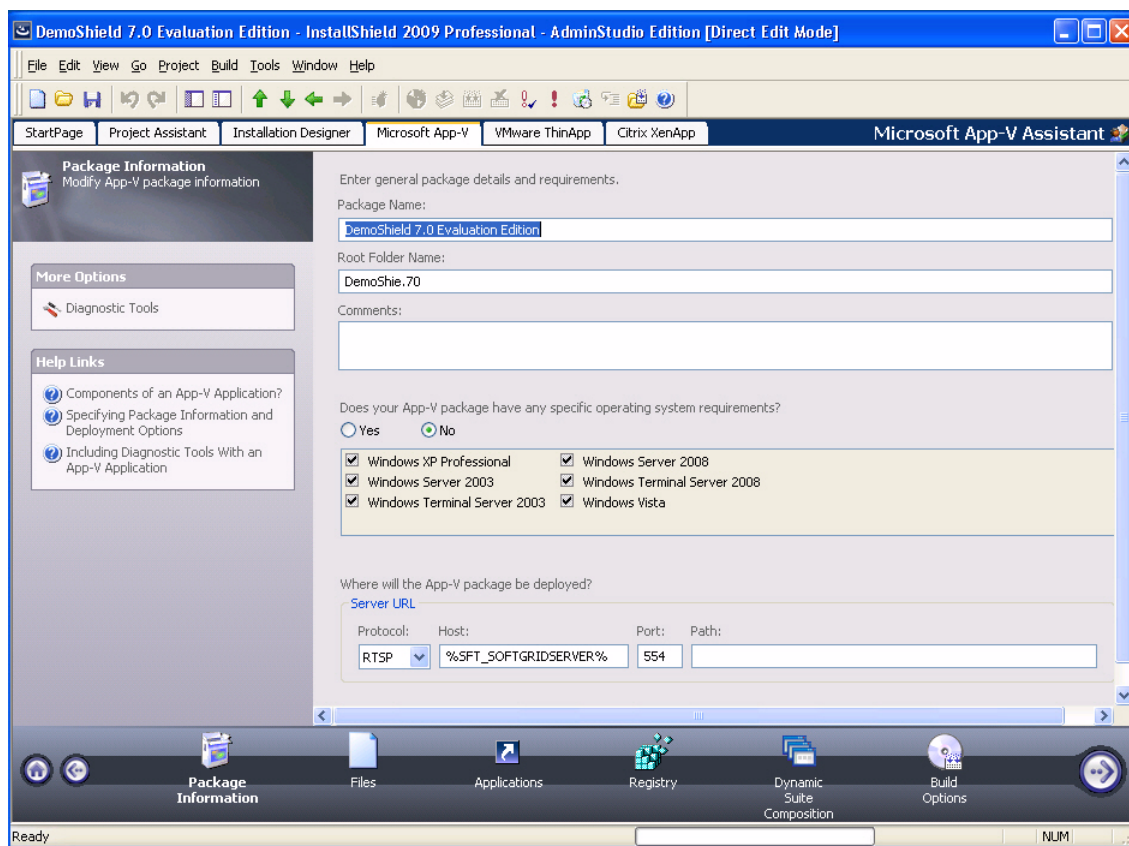 DemoShield 7.0 Evaluation Edition - InstallShield 2009 Professional - AdminStudio Edition [Direct Edit Mode]
File Edit View Go Project Build Tools Window Help
StartPage Project Assistant Installation Designer Microsoft App-V VMware ThinApp Citrix XenApp Microsoft App-V Assistant
Package Information
Modify App-V package information
More Options
Diagnostic Tools
Help Links
Components of an App-V Application?
Specifying Package Information and
Deployment Options
Including Diagnostic Tools With an
App-V Application
Enter general package details and requirements.
Package Name:
DemoShield 7.0 Evaluation Edition
Root Folder Name:
DemoShie.70
Comments:
Does your App-V package have any specific operating system requirements?
Yes No
Windows XP Professional Windows Server 2008
Windows Server 2003 Windows Terminal Server 2008
Windows Terminal Server 2003 Windows Vista
Where will the App-V package be deployed?
Server URL
Protocol: Host: Port: Path:
RTSP %SFT_SOFTGRIDSERVER% 554
Package
Information
Files
Applications
Registry
Dynamic
Suite
Composition
Build
Options
Ready NUM